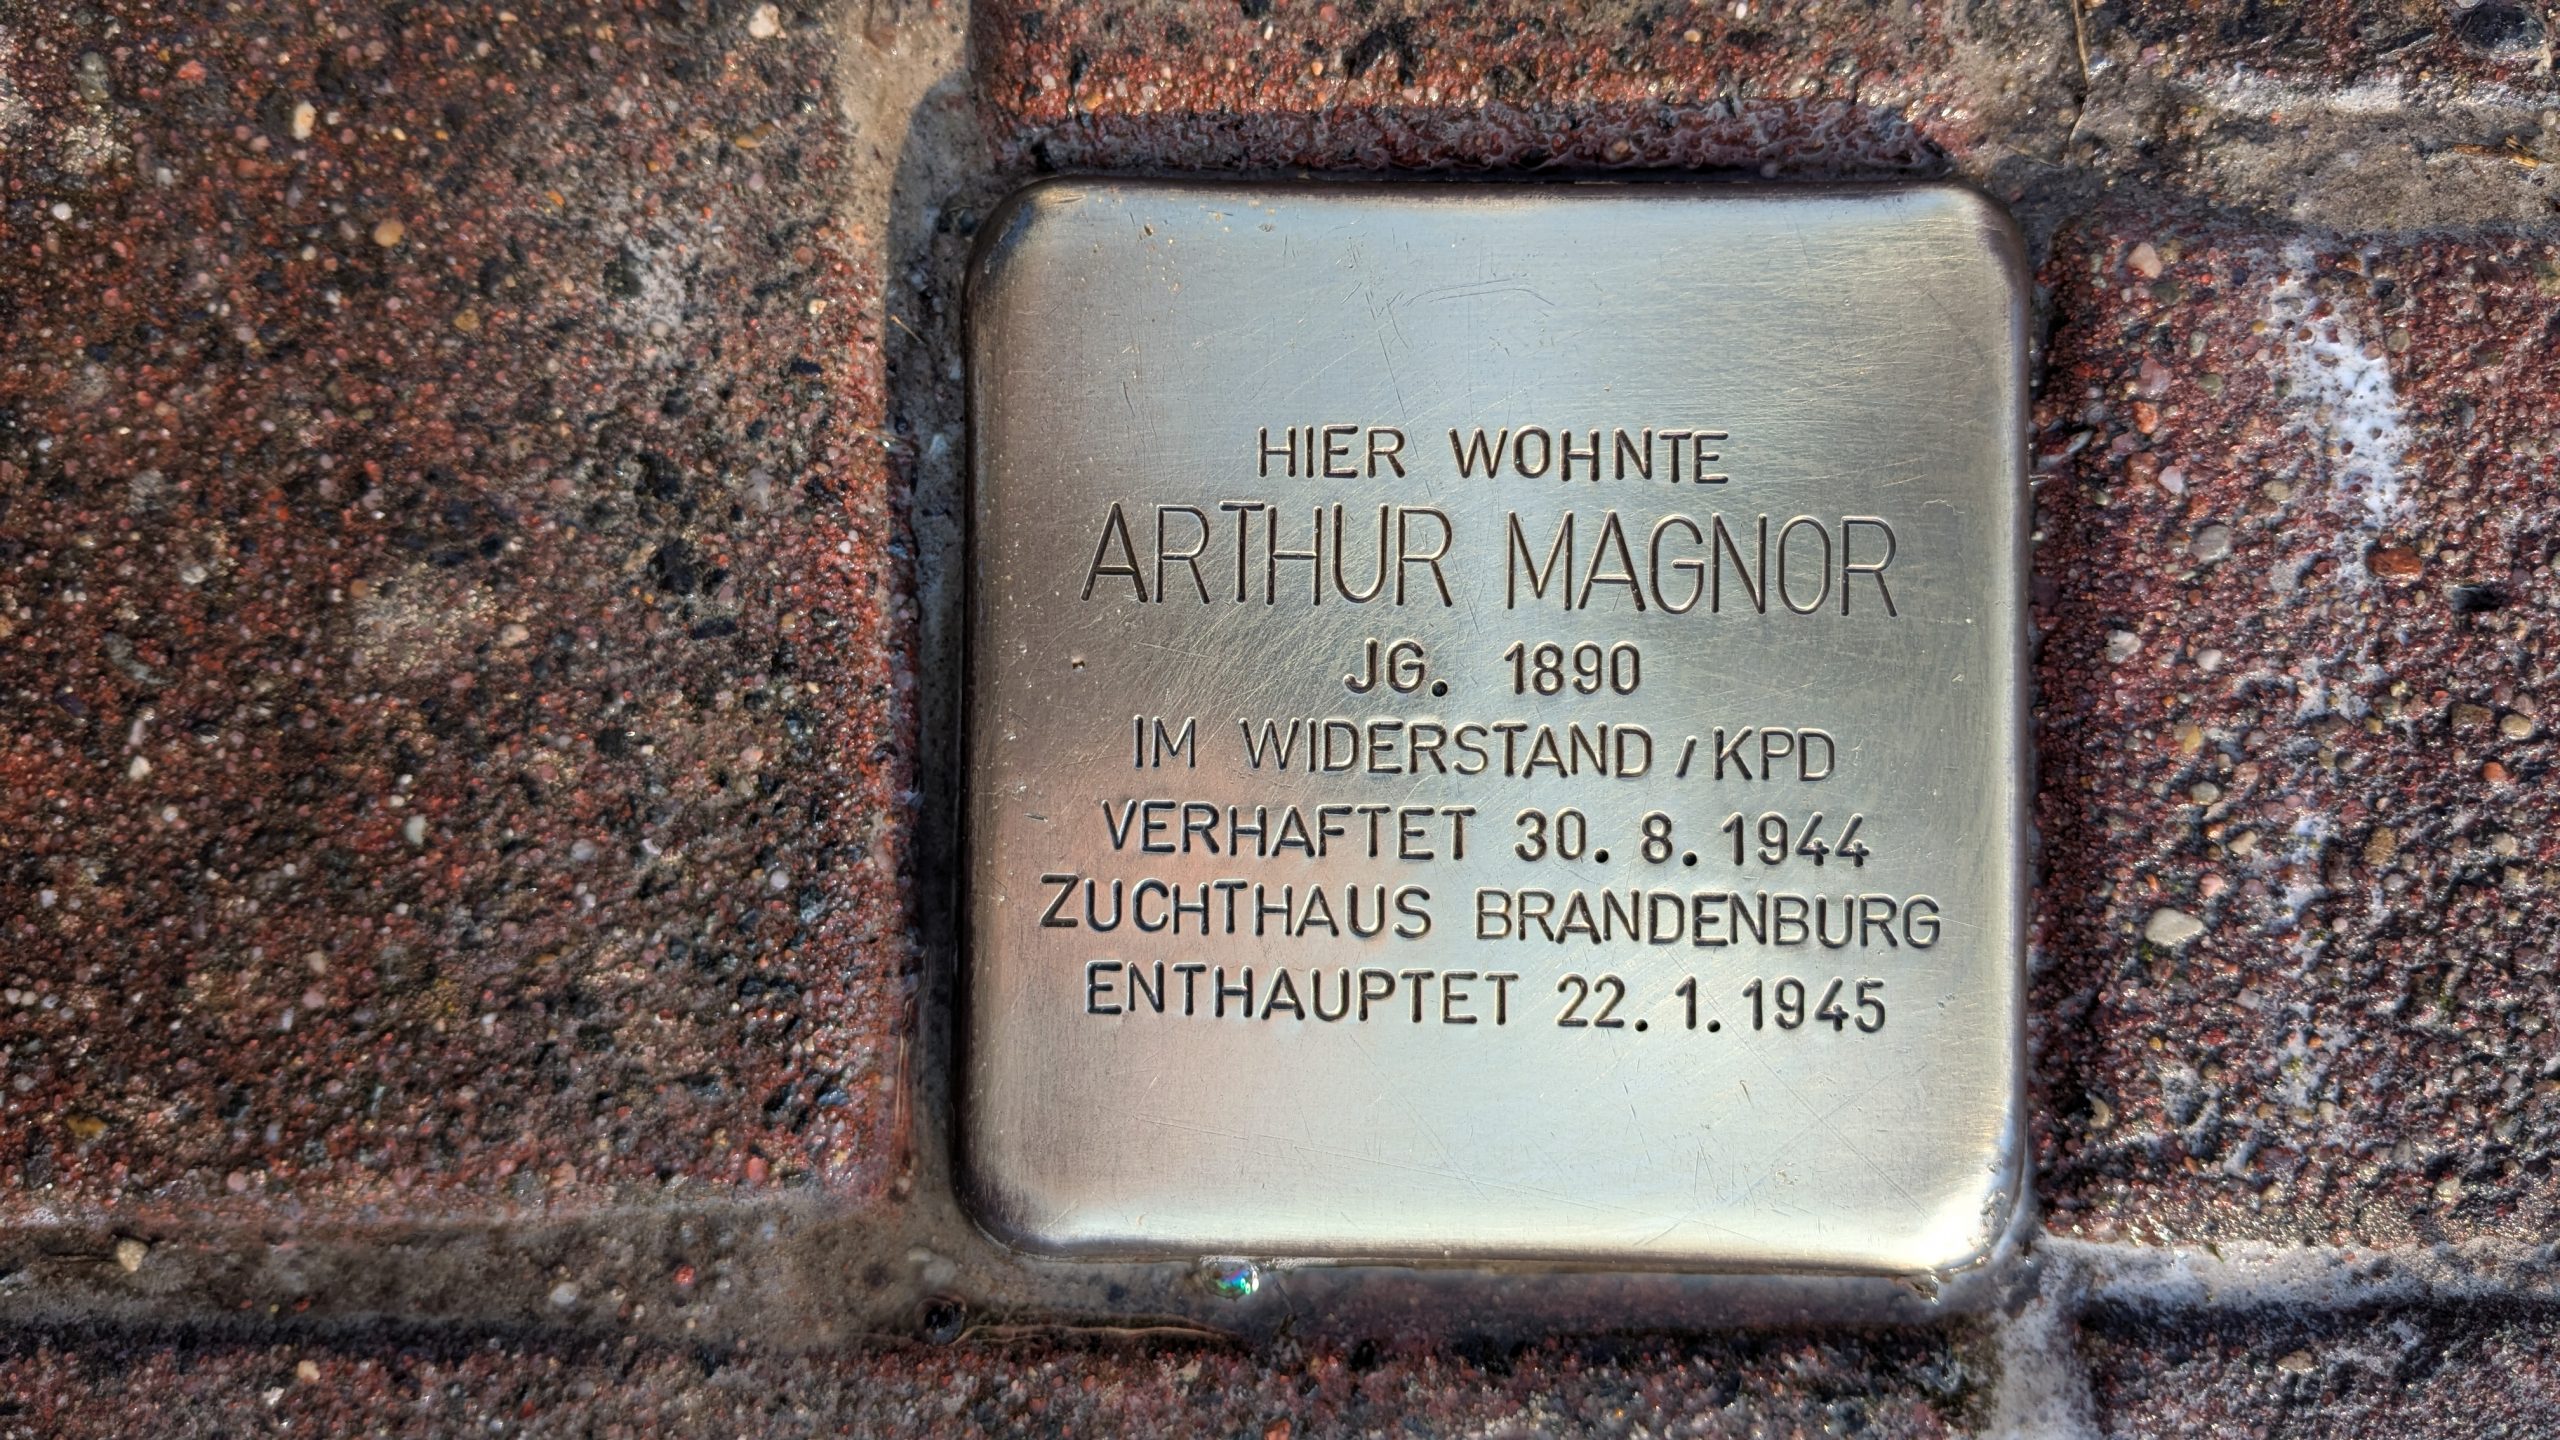 HIER WOHNTE
ARTHUR MAGNOR
JG. 1890
IM WIDERSTAND / KPD
VERHAFTET 30. 8. 1944
ZUCHTHAUS BRANDENBURG
ENTHAUPTET 22. 1. 1945